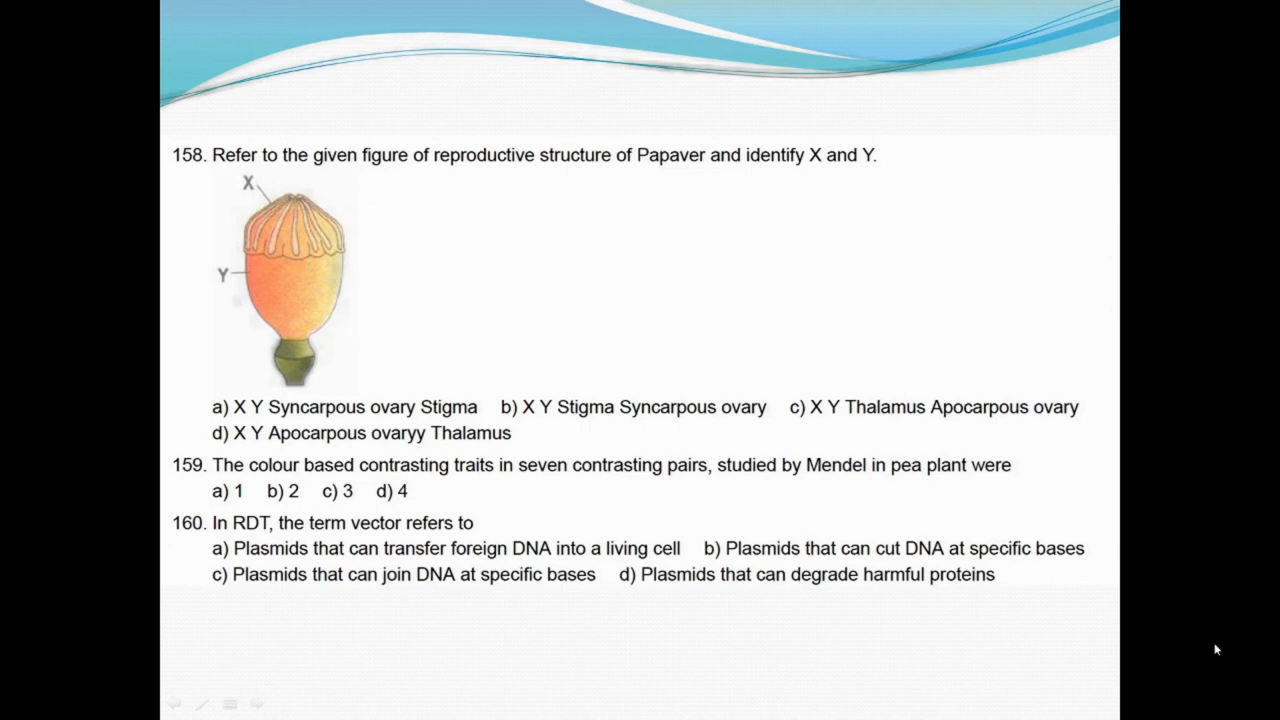 158. Refer to the given figure of reproductive structure of Papaver and identify X and Y.
X
Y
a) X Y Syncarpous ovary Stigma b) X Y Stigma Syncarpous ovary c) X Y Thalamus Apocarpous ovary
d) X Y Apocarpous ovaryy Thalamus
159. The colour based contrasting traits in seven contrasting pairs, studied by Mendel in pea plant were
a) 1 b) 2 c) 3 d) 4
160. In RDT, the term vector refers to
a) Plasmids that can transfer foreign DNA into a living cell b) Plasmids that can cut DNA at specific bases
c) Plasmids that can join DNA at specific bases d) Plasmids that can degrade harmful proteins